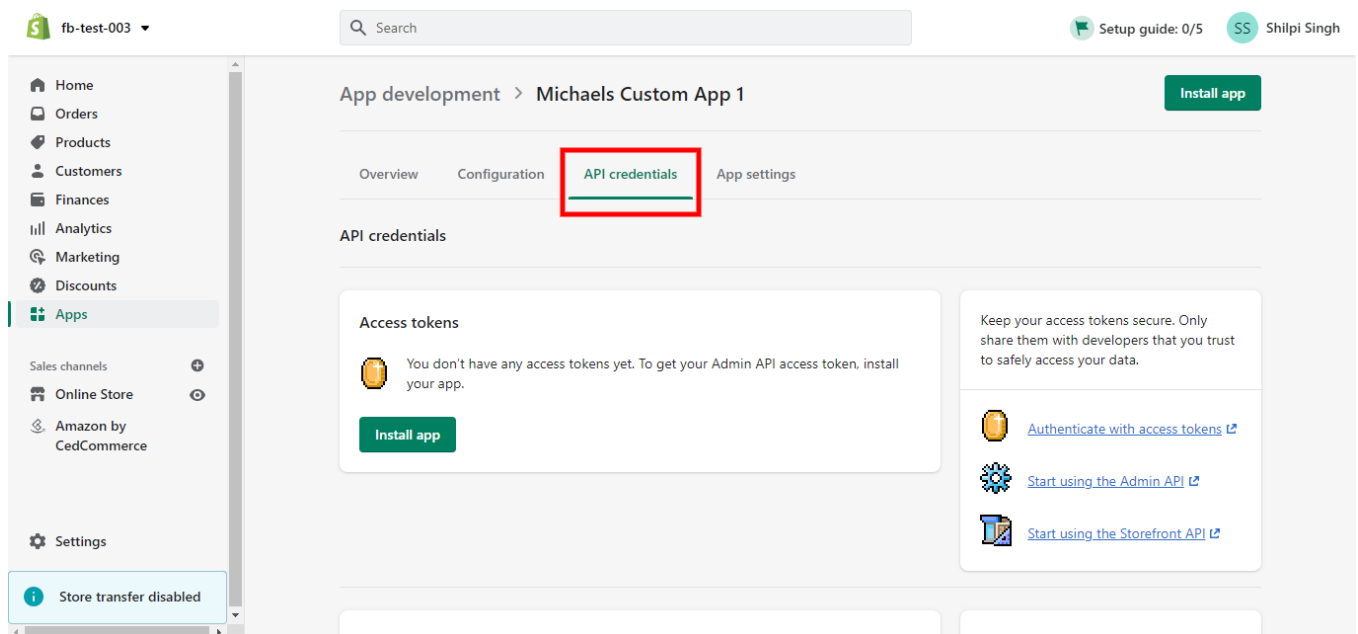 fb-test-003
Search
Setup guide: 0/5
SS
Shilpi Singh
Home
Orders
Products
Customers
Finances
Analytics
Marketing
Discounts
Apps
Sales channels
Online Store
Amazon by
CedCommerce
Settings
Store transfer disabled
App development > Michaels Custom App 1
Install app
Overview
Configuration
API credentials
App settings
API credentials
Access tokens
You don't have any access tokens yet. To get your Admin API access token, install
your app.
Install app
Keep your access tokens secure. Only
share them with developers that you trust
to safely access your data.
Authenticate with access tokens
Start using the Admin API
Start using the Storefront API